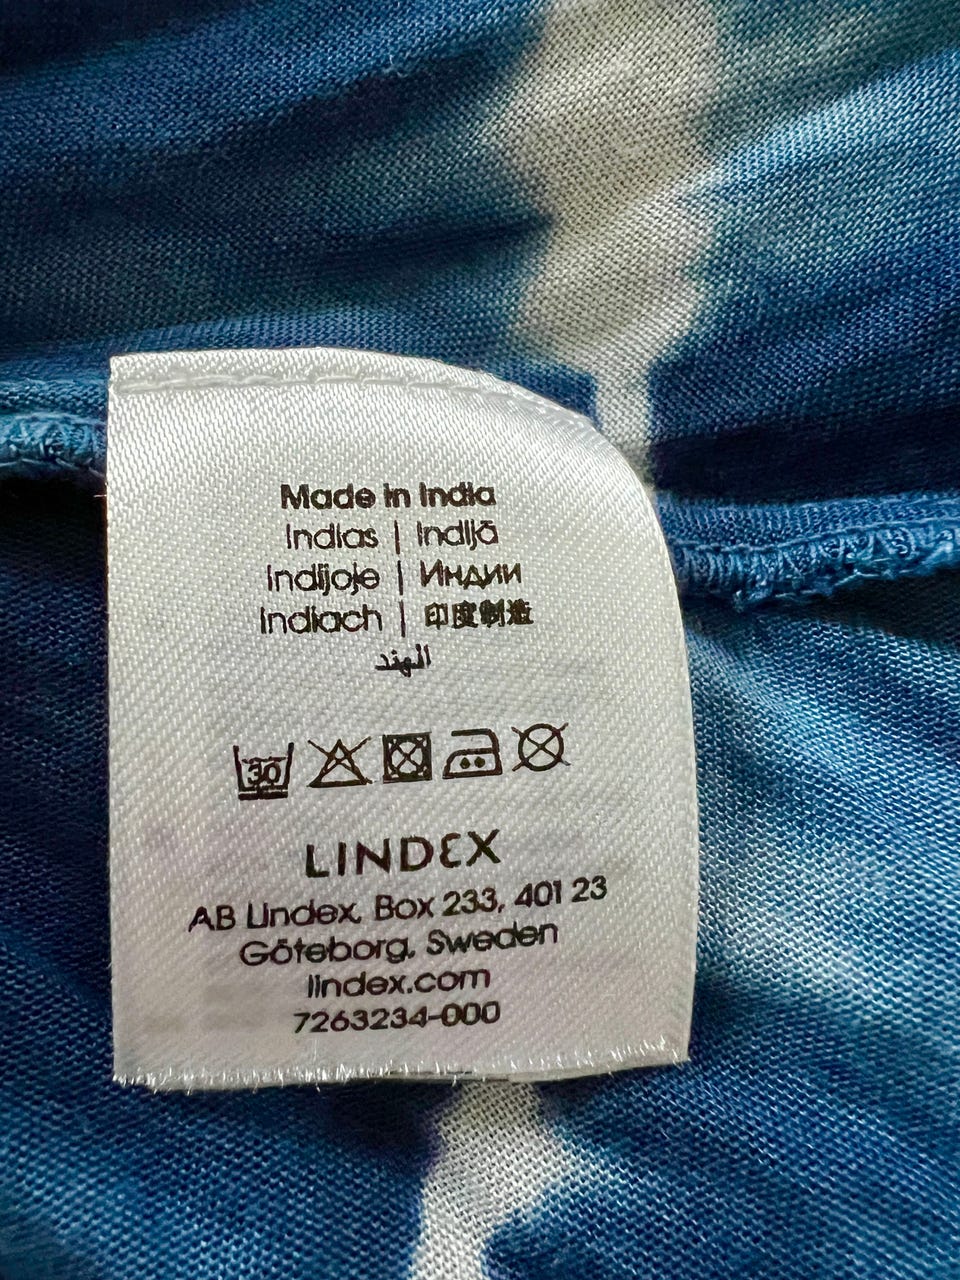 Made in India
Indias | Indijā
Indijoje | Индии
Indiach | 印度制造
الهند
30
LINDEX
AB Lindex, Box 233, 401 23
Göteborg, Sweden
lindex.com
7263234-000